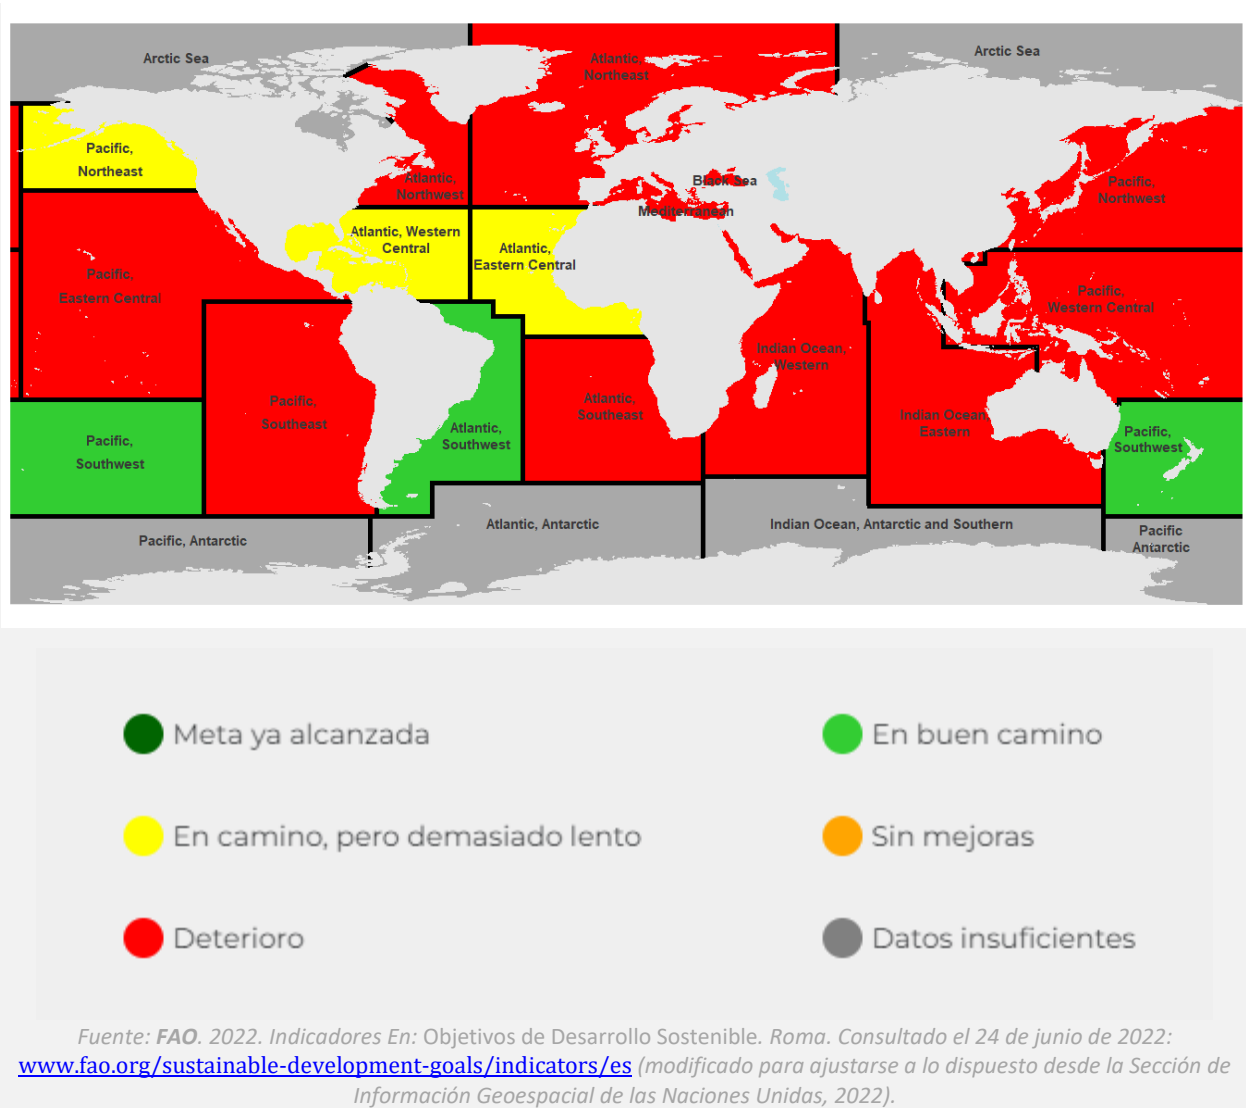 Arctic Sea
Atlantic,
Northeast
Arctic Sea
Pacific,
Northeast
Atlantic,
Northwest
Black Sea
Mediterranean
Pacific,
Northwest
Atlantic, Western
Central
Atlantic,
Eastern Central
Pacific,
Eastern Central
Pacific,
Western Central
Indian Ocean,
Western
Pacific,
Southeast
Atlantic,
Southeast
Indian Ocean,
Eastern
Pacific,
Southwest
Atlantic,
Southwest
Pacific,
Southwest
Pacific, Antarctic
Atlantic, Antarctic
Indian Ocean, Antarctic and Southern
Pacific
Antarctic
Meta ya alcanzada
En buen camino
En camino, pero demasiado lento
Sin mejoras
Deterioro
Datos insuficientes
Fuente: FAO. 2022. Indicadores En: Objetivos de Desarrollo Sostenible. Roma. Consultado el 24 de junio de 2022:
www.fao.org/sustainable-development-goals/indicators/es (modificado para ajustarse a lo dispuesto desde la Sección de
Información Geoespacial de las Naciones Unidas, 2022).